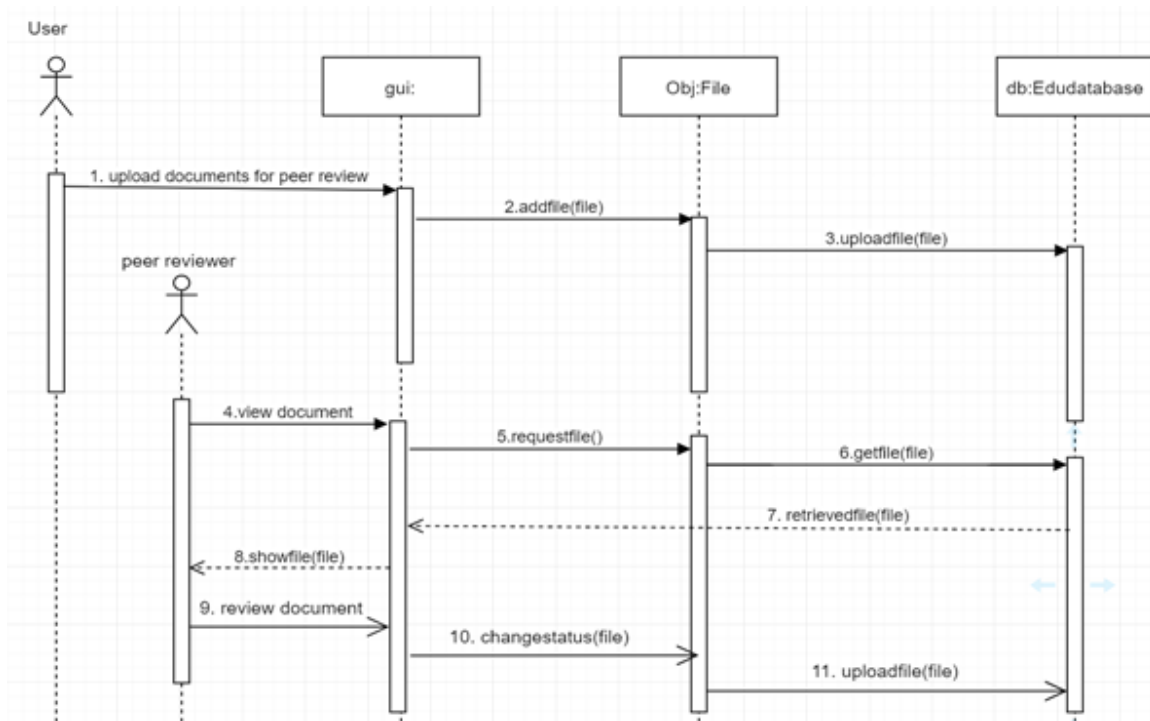 User
gui:
Obj:File
db:Edudatabase
1. upload documents for peer review
2.addfile(file)
3.uploadfile(file)
peer reviewer
4.view document
5.requestfile()
6.getfile(file)
7. retrievedfile(file)
8.showfile(file)
9. review document
10. changestatus(file)
11. uploadfile(file)